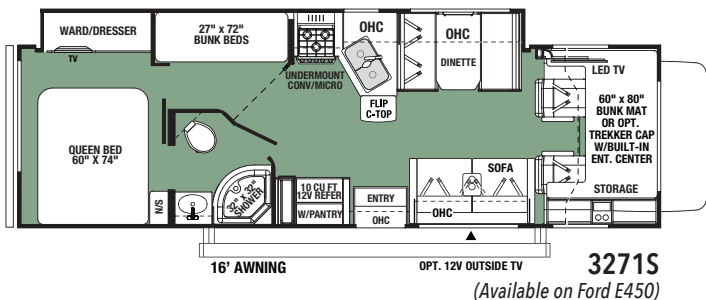 WARD/DRESSER
TV
27" x 72"
BUNK BEDS
UNDERMOUNT
CONV/MICRO
OHC
FLIP
C-TOP
OHC
DINETTE
LED TV
60" x 80"
BUNK MAT
OR OPT.
TREKKER CAP
W/BUILT-IN
ENT. CENTER
STORAGE
QUEEN BED
60" X 74"
N/S
32" x 32"
SHOWER
10 CU FT
12V REFER
W/PANTRY
ENTRY
OHC
SOFA
OHC
16' AWNING
OPT. 12V OUTSIDE TV
3271S
(Available on Ford E450)